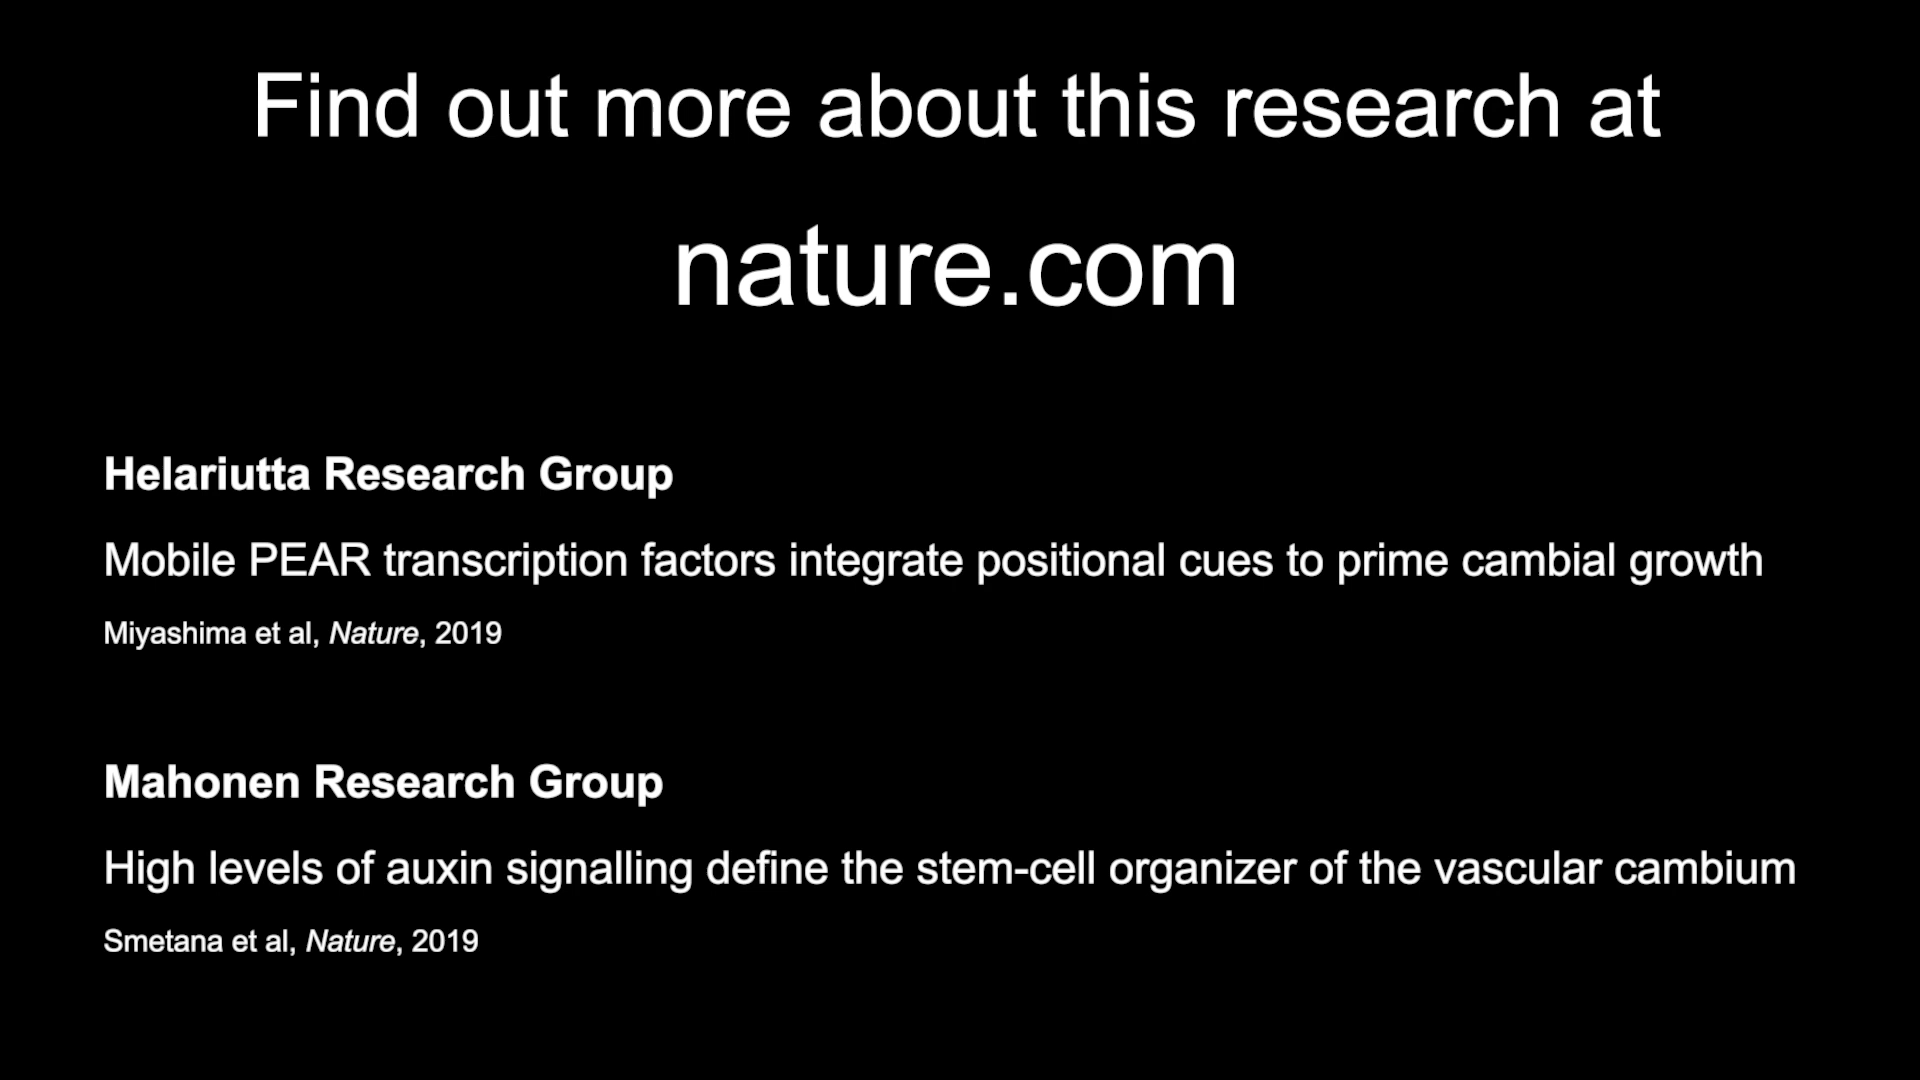 Find out more about this research at
nature.com
Helariutta Research Group
Mobile PEAR transcription factors integrate positional cues to prime cambial growth
Miyashima et al, Nature, 2019
Mahonen Research Group
High levels of auxin signalling define the stem-cell organizer of the vascular cambium
Smetana et al, Nature, 2019